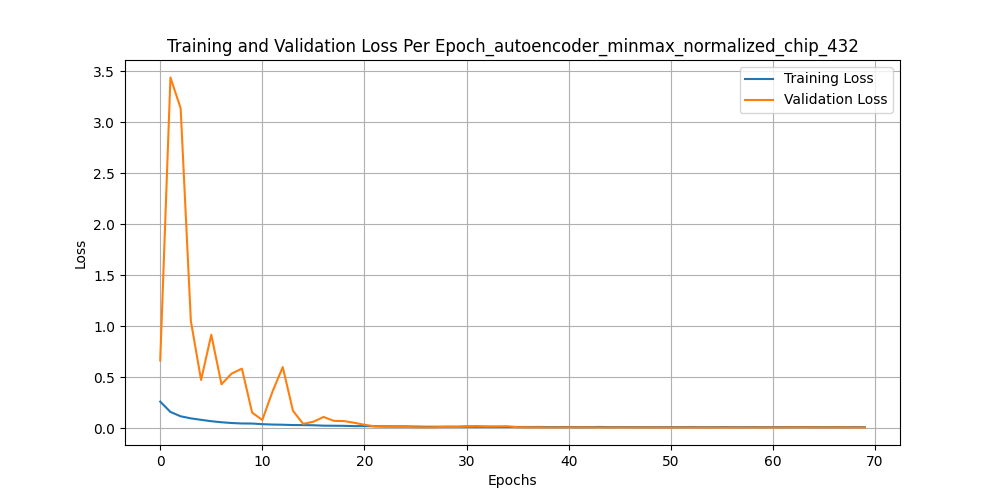 Training and Validation Loss Per Epoch_autoencoder_minmax_normalized_chip_432
Training Loss
Validation Loss
3.5
3.0
2.5
2.0
1.5
1.0
0.5
0.0
Loss
0 10 20 30 40 50 60 70
Epochs